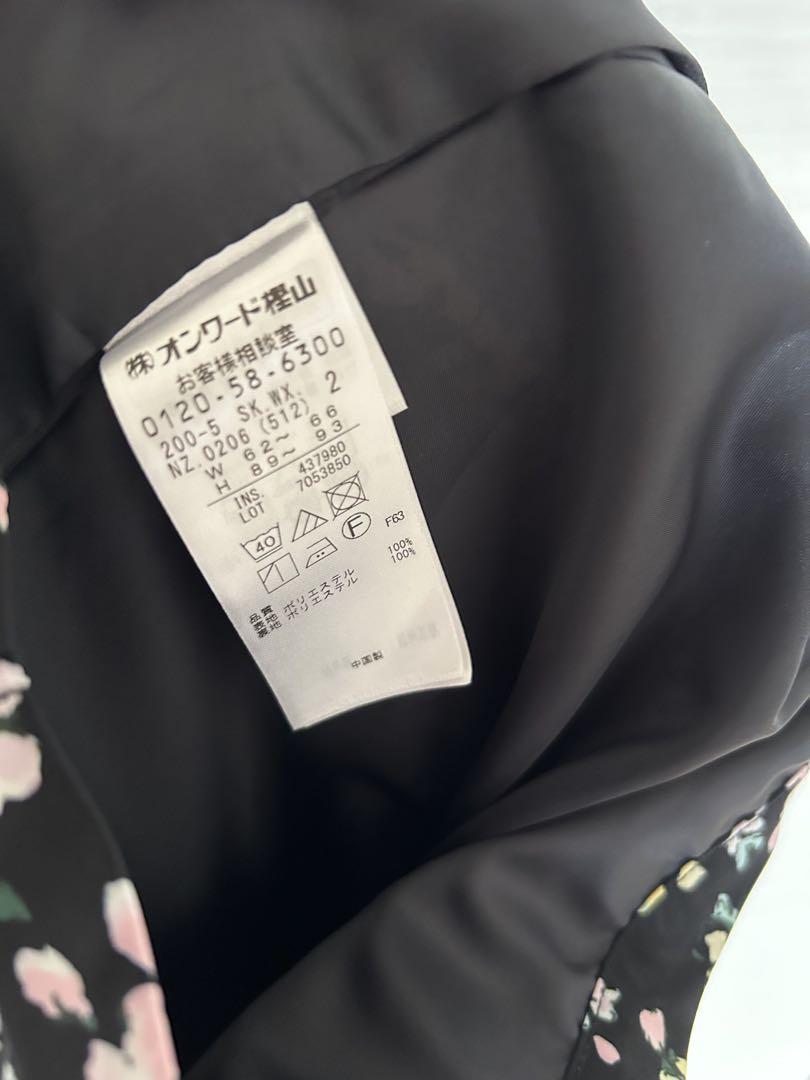 ㈱オンワード樫山
お客様相談室
0120-58-6300
200-5 SK.WX. 2
NZ.0206 (512)
W 62~ 66
H 89~ 93
INS. 437980
LOT 7053850
40
F F63
品質
表地 ポリエステル 100%
裏地 ポリエステル 100%
中国製